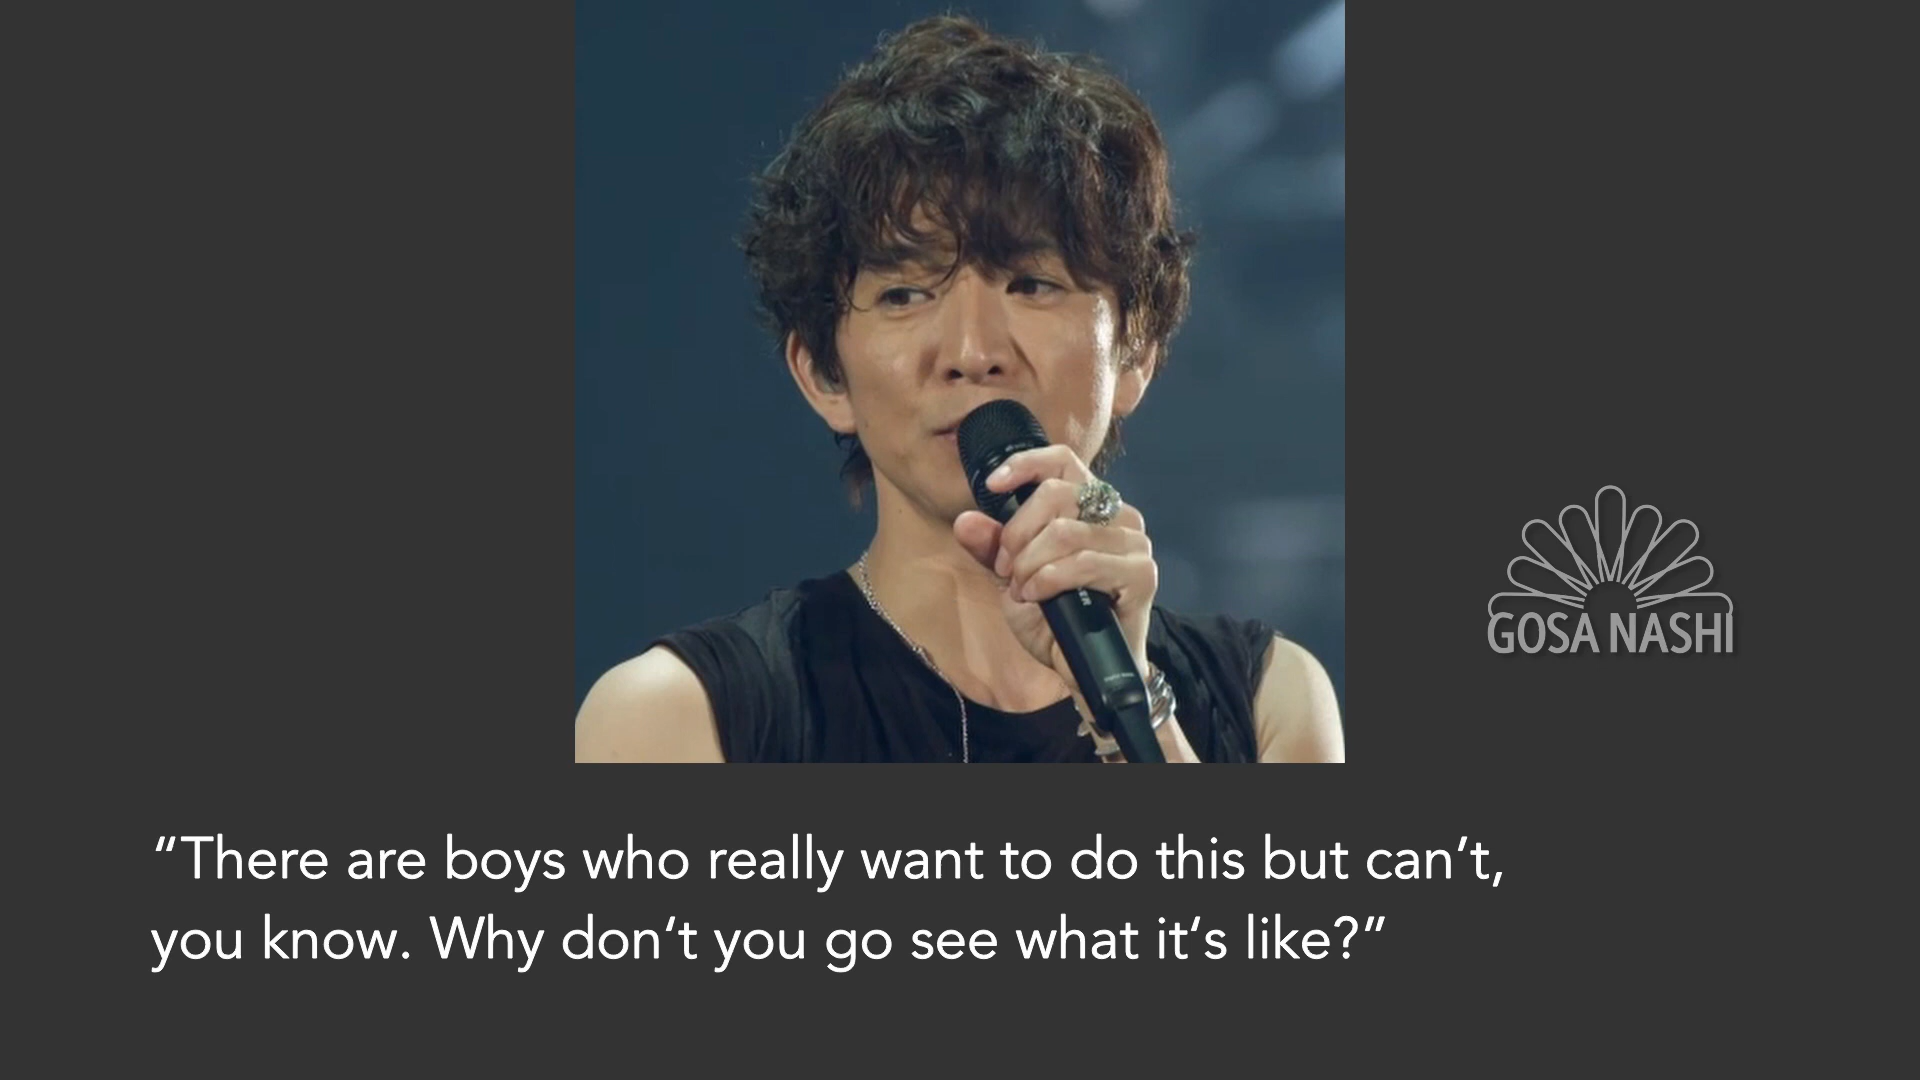 GOSA NASHI
“There are boys who really want to do this but can’t,
you know. Why don‘t you go see what it‘s like?”